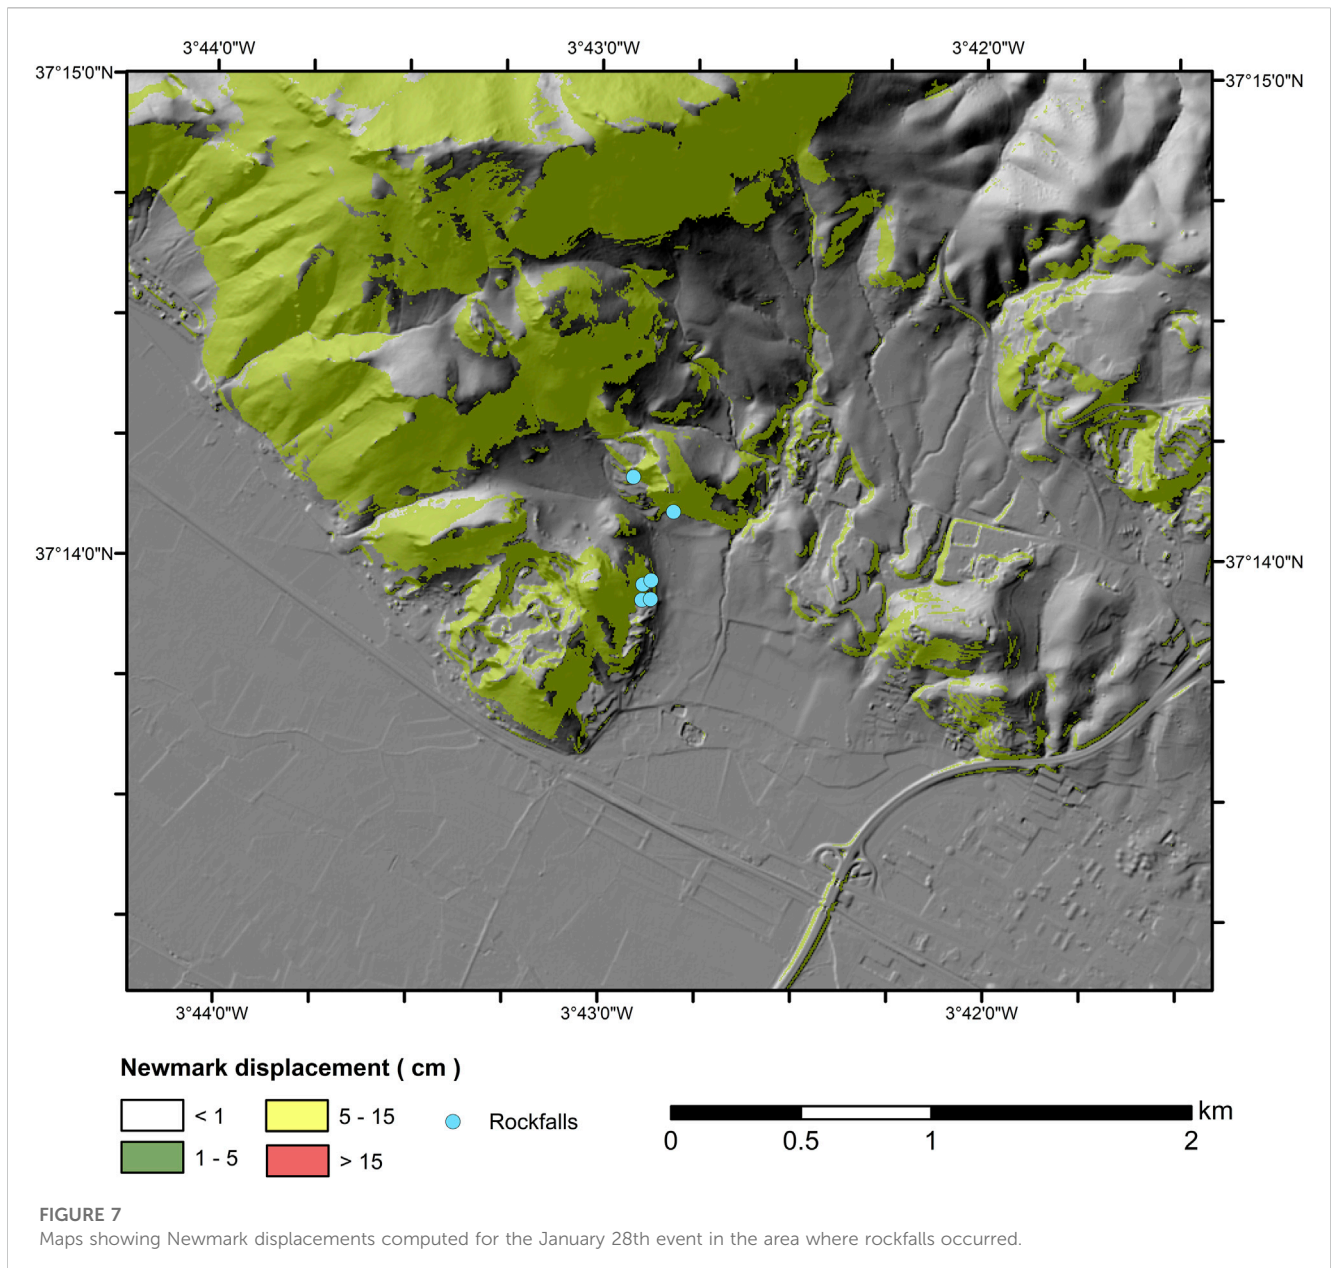 3°44'0"W 3°43'0"W 3°42'0"W
37°15'0"N 37°15'0"N
37°14'0"N 37°14'0"N
3°44'0"W 3°43'0"W 3°42'0"W
Newmark displacement ( cm )
< 1 5 - 15 Rockfalls km
1 - 5 > 15 0 0.5 1 2
FIGURE 7
Maps showing Newmark displacements computed for the January 28th event in the area where rockfalls occurred.